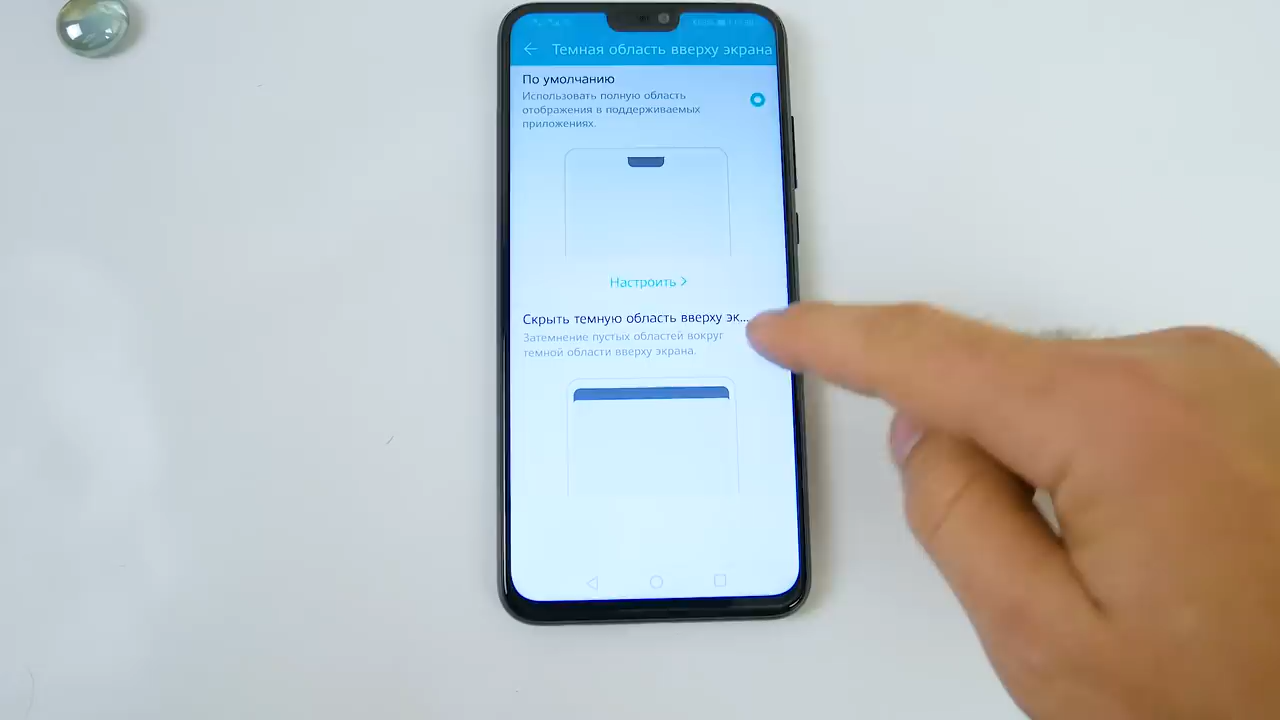 Темная область вверху экрана
По умолчанию
Использовать полную область
отображения в поддерживаемых
приложениях.
Настроить
Скрыть темную область вверху эк...
Затемнение пустых областей вокруг
темной области вверху экрана.